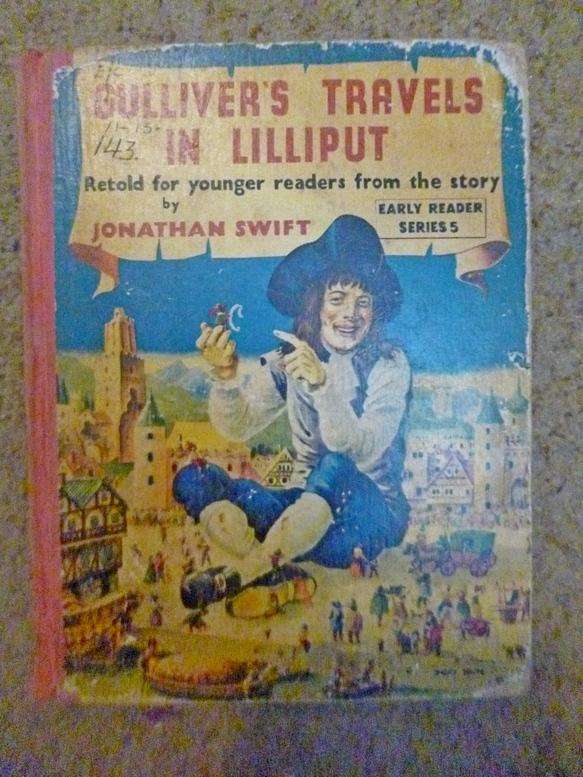 GULLIVER'S TRAVELS
IN LILLIPUT
143.
Retold for younger readers from the story
by
JONATHAN SWIFT
EARLY READER
SERIES 5